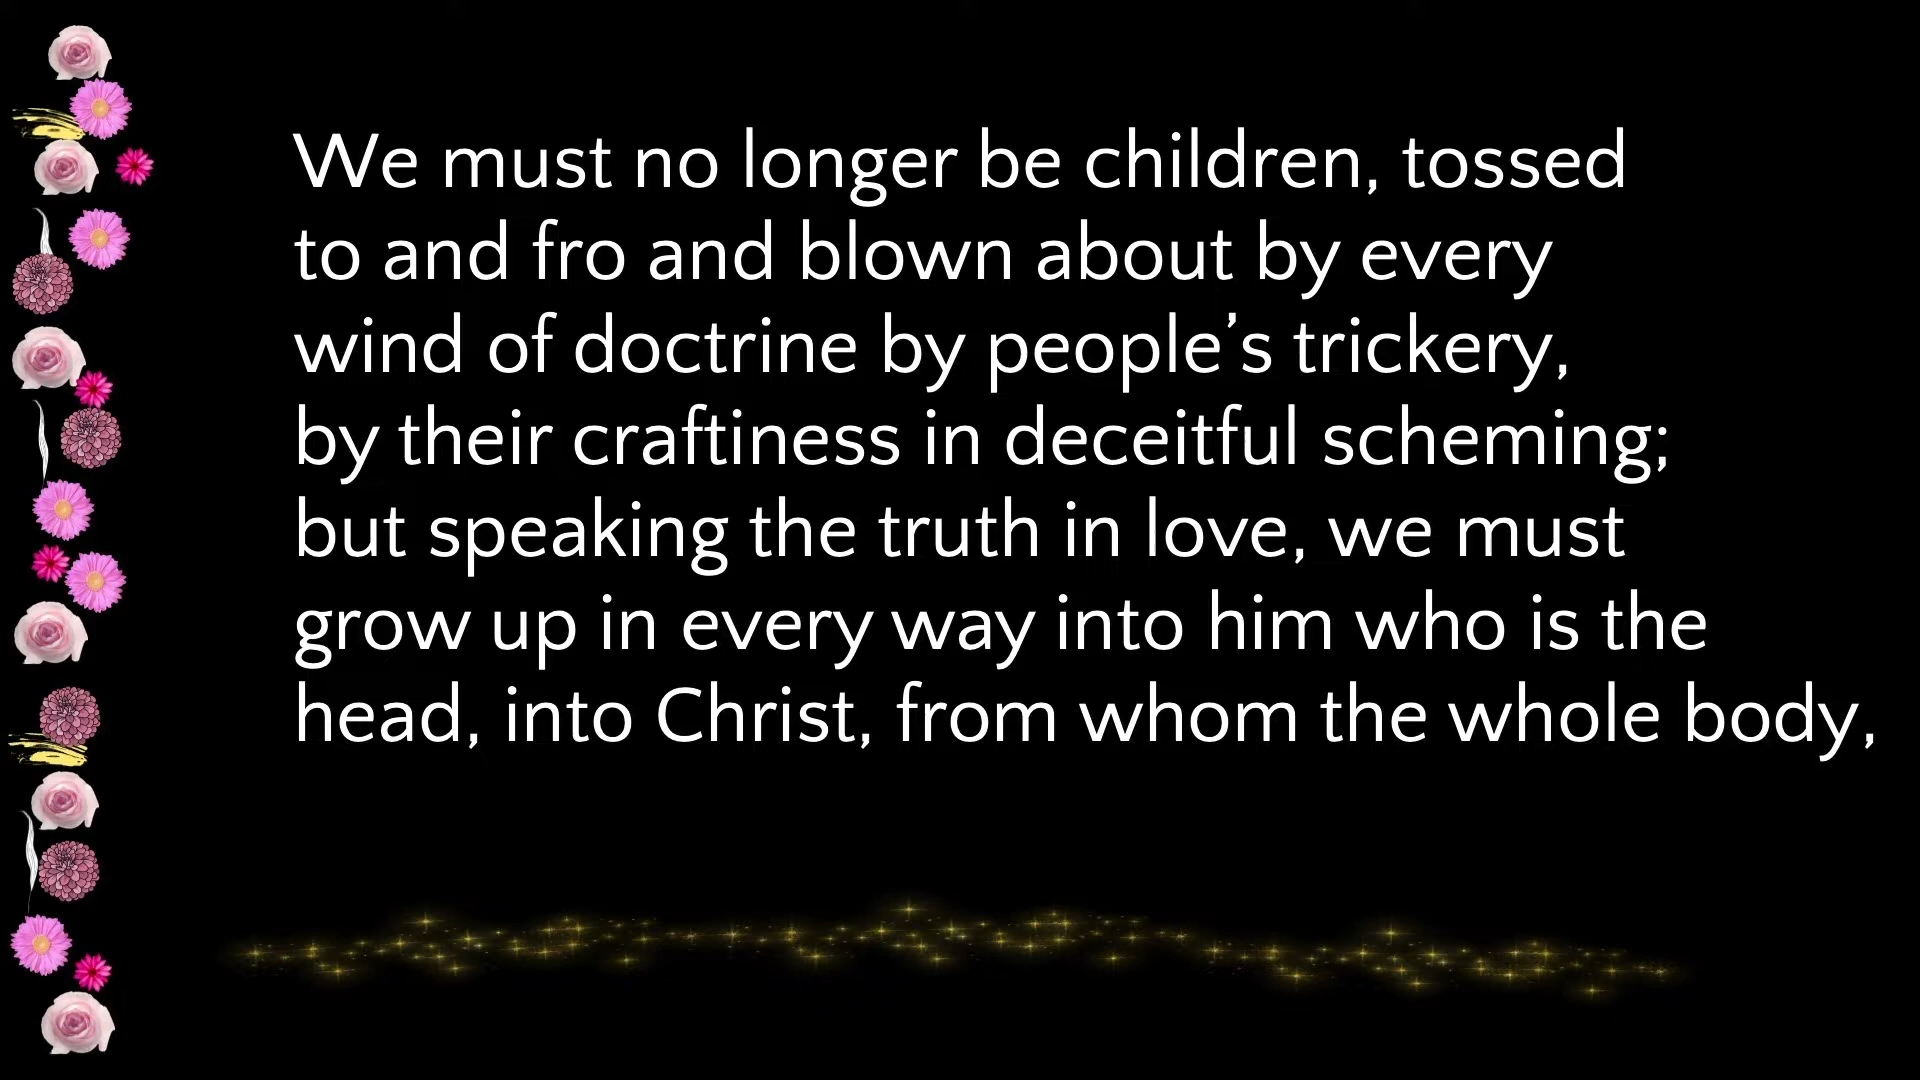 We must no longer be children, tossed
to and fro and blown about by every
wind of doctrine by people’s trickery,
by their craftiness in deceitful scheming;
but speaking the truth in love, we must
grow up in every way into him who is the
head, into Christ, from whom the whole body,